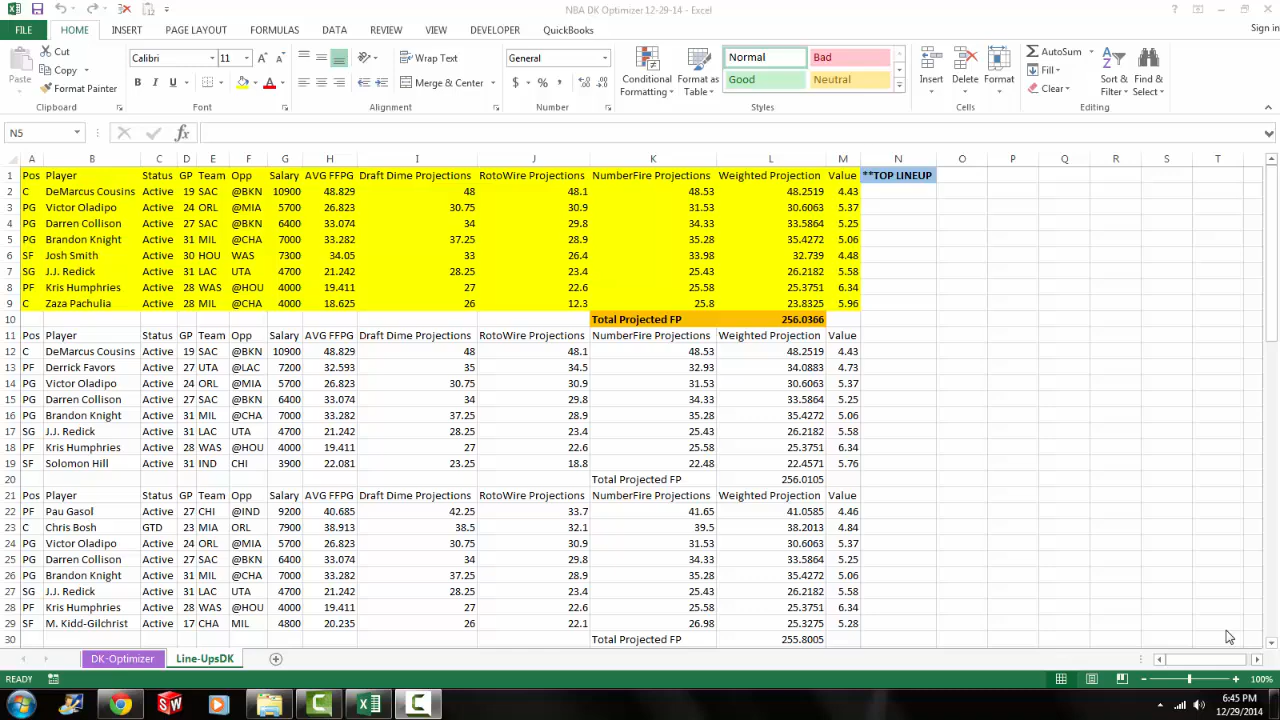 NBA DK Optimizer 12-29-14 - Excel
FILE HOME INSERT PAGE LAYOUT FORMULAS DATA REVIEW VIEW DEVELOPER QuickBooks Sign in
Paste Cut Copy Format Painter Clipboard
Calibri 11 B I U A A A Font
Wrap Text Merge & Center Alignment
General $ % , Number
Conditional Formatting Format as Table Normal Bad Good Neutral Styles
Insert Delete Format Cells
AutoSum Fill Clear Sort & Filter Find & Select Editing
N5 fx
A B C D E F G H I J K L M N O P Q R S T
1 Pos Player Status GP Team Opp Salary AVG FFPG Draft Dime Projections RotoWire Projections NumberFire Projections Weighted Projection Value **TOP LINEUP
2 C DeMarcus Cousins Active 19 SAC @BKN 10900 48.829 48 48.1 48.53 48.2519 4.43
3 PG Victor Oladipo Active 24 ORL @MIA 5700 26.823 30.75 30.9 31.53 30.6063 5.37
4 PG Darren Collison Active 27 SAC @BKN 6400 33.074 34 29.8 34.33 33.5864 5.25
5 PG Brandon Knight Active 31 MIL @CHA 7000 33.282 37.25 28.9 35.28 35.4272 5.06
6 SF Josh Smith Active 30 HOU WAS 7300 34.05 33 26.4 33.98 32.739 4.48
7 SG J.J. Redick Active 31 LAC UTA 4700 21.242 28.25 23.4 25.43 26.2182 5.58
8 PF Kris Humphries Active 28 WAS @HOU 4000 19.411 27 22.6 25.58 25.3751 6.34
9 C Zaza Pachulia Active 28 MIL @CHA 4000 18.625 26 12.3 25.8 23.8325 5.96
10 Total Projected FP 256.0366
11 Pos Player Status GP Team Opp Salary AVG FFPG Draft Dime Projections RotoWire Projections NumberFire Projections Weighted Projection Value
12 C DeMarcus Cousins Active 19 SAC @BKN 10900 48.829 48 48.1 48.53 48.2519 4.43
13 PF Derrick Favors Active 27 UTA @LAC 7200 32.593 35 34.5 32.93 34.0883 4.73
14 PG Victor Oladipo Active 24 ORL @MIA 5700 26.823 30.75 30.9 31.53 30.6063 5.37
15 PG Darren Collison Active 27 SAC @BKN 6400 33.074 34 29.8 34.33 33.5864 5.25
16 PG Brandon Knight Active 31 MIL @CHA 7000 33.282 37.25 28.9 35.28 35.4272 5.06
17 SG J.J. Redick Active 31 LAC UTA 4700 21.242 28.25 23.4 25.43 26.2182 5.58
18 PF Kris Humphries Active 28 WAS @HOU 4000 19.411 27 22.6 25.58 25.3751 6.34
19 SF Solomon Hill Active 31 IND CHI 3900 22.081 23.25 18.8 22.48 22.4571 5.76
20 Total Projected FP 256.0105
21 Pos Player Status GP Team Opp Salary AVG FFPG Draft Dime Projections RotoWire Projections NumberFire Projections Weighted Projection Value
22 PF Pau Gasol Active 27 CHI @IND 9200 40.685 42.25 33.7 41.65 41.0585 4.46
23 C Chris Bosh GTD 23 MIA ORL 7900 38.913 38.5 32.1 39.5 38.2013 4.84
24 PG Victor Oladipo Active 24 ORL @MIA 5700 26.823 30.75 30.9 31.53 30.6063 5.37
25 PG Darren Collison Active 27 SAC @BKN 6400 33.074 34 29.8 34.33 33.5864 5.25
26 PG Brandon Knight Active 31 MIL @CHA 7000 33.282 37.25 28.9 35.28 35.4272 5.06
27 SG J.J. Redick Active 31 LAC UTA 4700 21.242 28.25 23.4 25.43 26.2182 5.58
28 PF Kris Humphries Active 28 WAS @HOU 4000 19.411 27 22.6 25.58 25.3751 6.34
29 SF M. Kidd-Gilchrist Active 17 CHA MIL 4800 20.235 26 22.1 26.98 25.3275 5.28
30 Total Projected FP 255.8005
DK-Optimizer Line-UpsDK
READY 100%
6:45 PM
12/29/2014